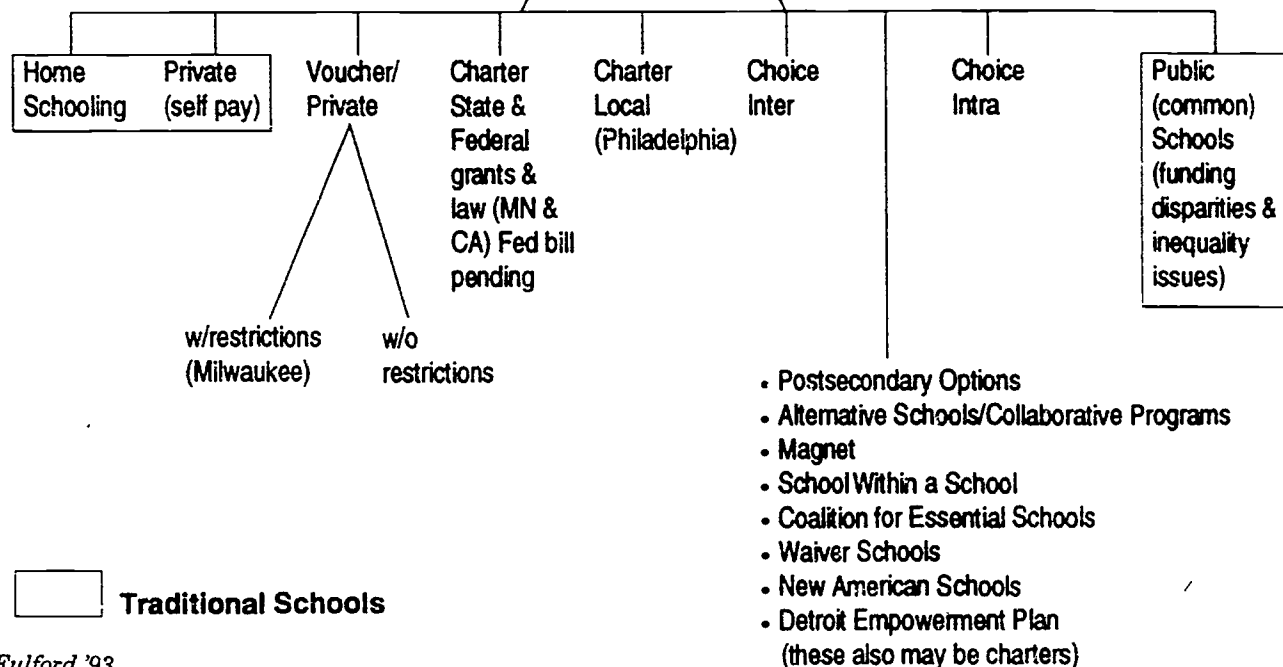 Home
Schooling
Private
(self pay)
Voucher/
Private
Charter
State &
Federal
grants &
law (MN &
CA) Fed bill
pending
Charter
Local
(Philadelphia)
Choice
Inter
Choice
Intra
Public
(common)
Schools
(funding
disparities &
inequality
issues)
w/restrictions
(Milwaukee)
w/o
restrictions
• Postsecondary Options
• Alternative Schools/Collaborative Programs
• Magnet
• School Within a School
• Coalition for Essential Schools
• Waiver Schools
• New American Schools
• Detroit Empowerment Plan
(these also may be charters)
Traditional Schools
Fulford '93